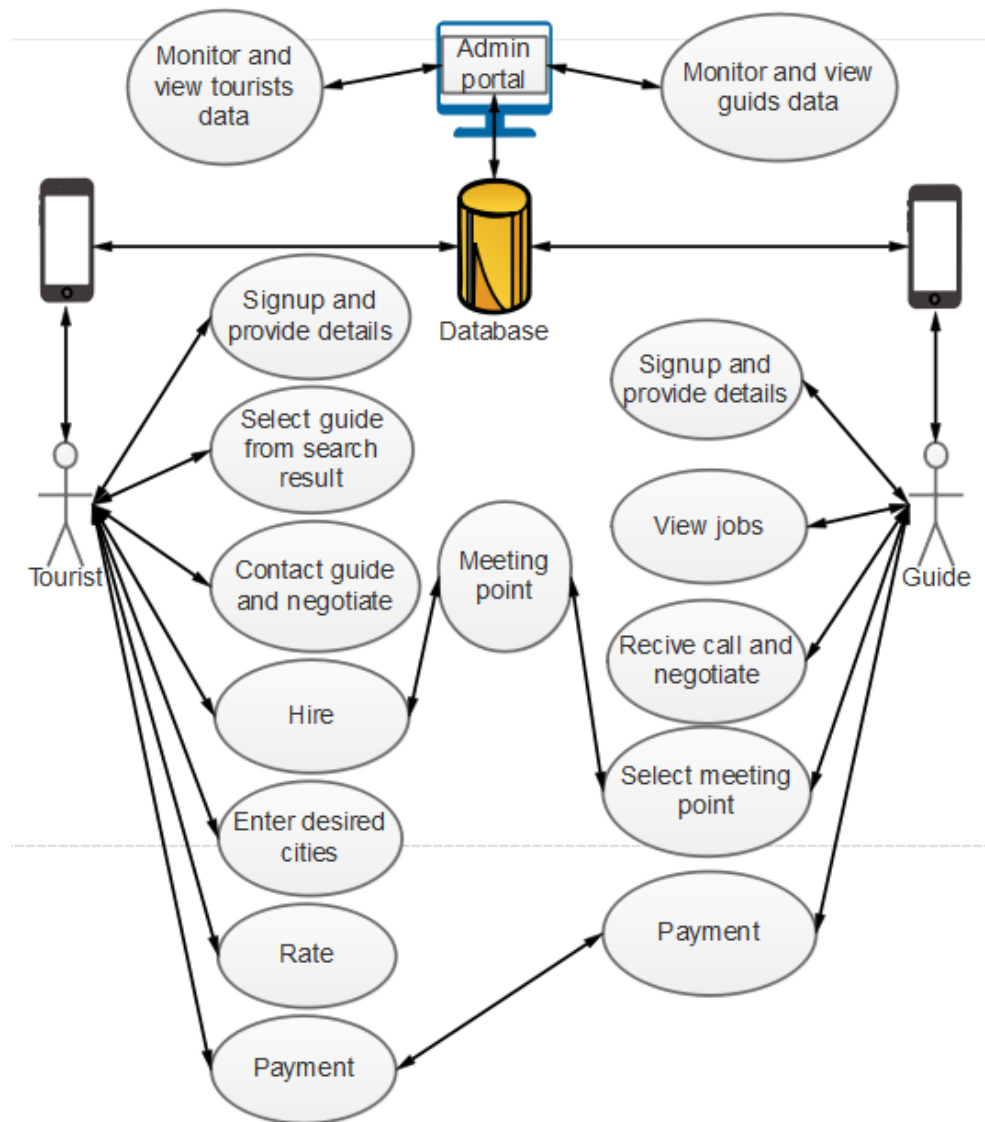 Monitor and
view tourists
data
Admin
portal
Monitor and view
guids data
Database
Signup and
provide details
Signup and
provide details
Select guide
from search
result
View jobs
Meeting
point
Tourist
Guide
Contact guide
and negotiate
Recive call and
negotiate
Hire
Select meeting
point
Enter desired
cities
Payment
Rate
Payment